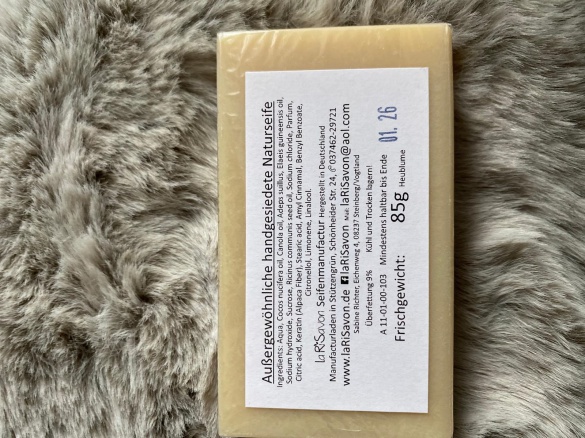 Außergewöhnliche handgesiedete Naturseife
Ingredients: Aqua, Cocos nucifera oil, Canola oil, Adeps suillus, Elaeis guineensis oil,
Sodium hydroxide, Sucrose, Ricinus communis seed oil, Sodium chloride, Parfum,
Citric acid, Keratin (Alpaca Fiber), Stearic acid, Amyl Cinnamal, Benzyl Benzoate,
Citronellol, Limonene, Linalool.
laRiSavon Seifenmanufactur Hergestellt in Deutschland
Manufacturladen in Stützengrün, Schönheider Str. 24, ✆037462-29721
www.laRiSavon.de laRiSavon Mail: laRiSavon@aol.com
Sabine Richter, Eichenweg 4, 08237 Steinberg/Vogtland
Überfettung 9% Kühl und Trocken lagern!
A 11-01-00-103 Mindestens haltbar bis Ende 01. 26
Frischgewicht: 85g Heublume